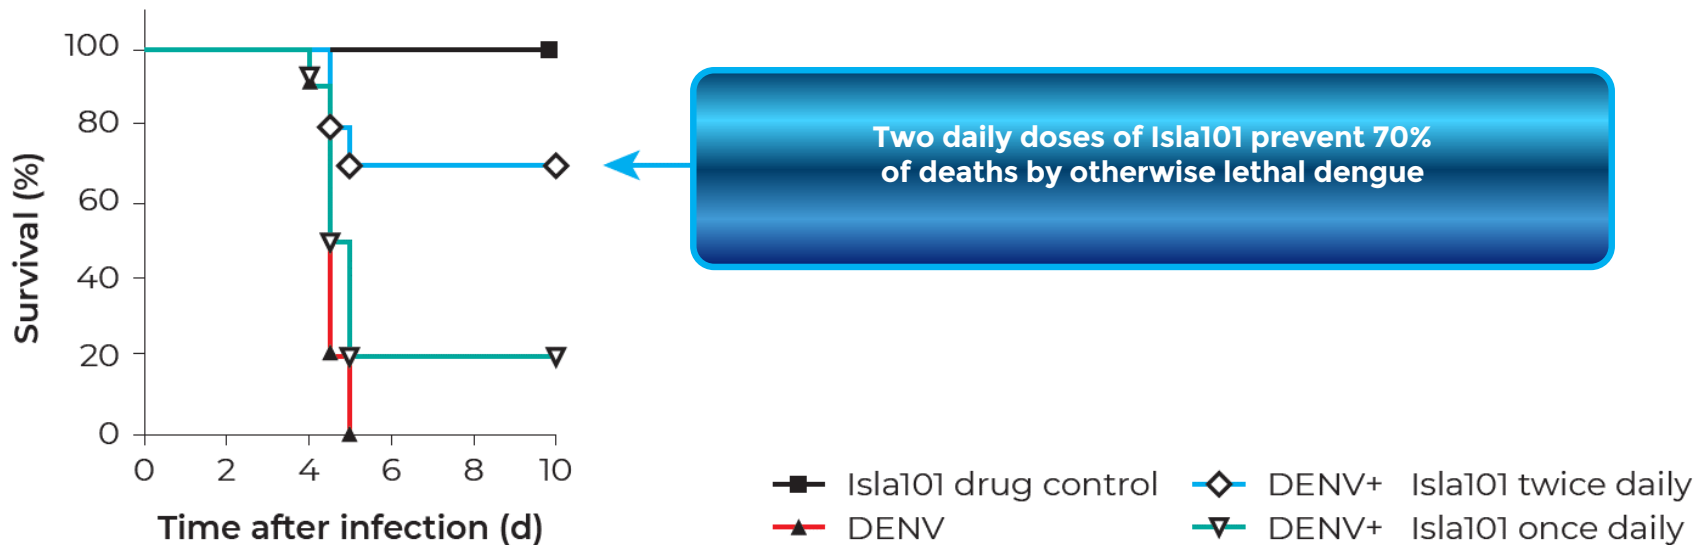 100
80
60
40
20
0
Survival (%)
0 2 4 6 8 10
Time after infection (d)
Two daily doses of Isla101 prevent 70%
of deaths by otherwise lethal dengue
Isla101 drug control
DENV
DENV+ Isla101 twice daily
DENV+ Isla101 once daily